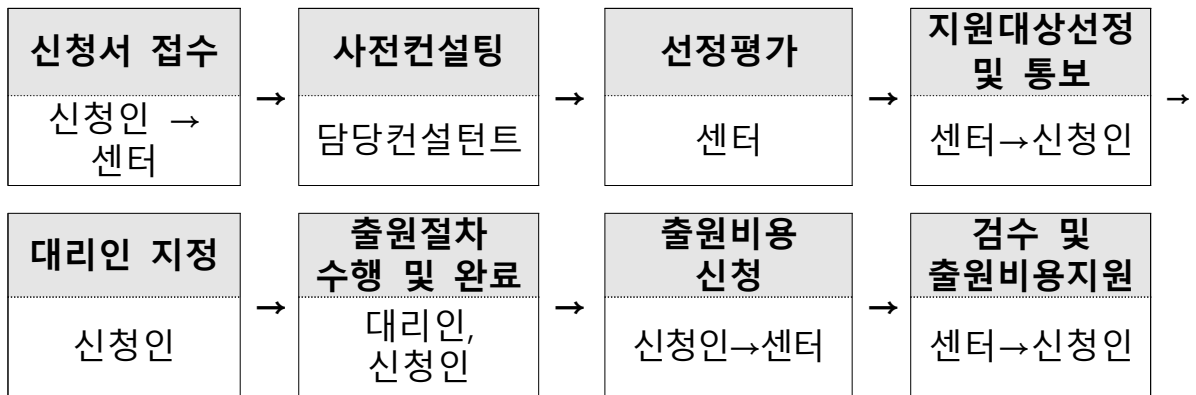 신청서 접수
신청인 →
센터
→
사전컨설팅
담당컨설턴트
→
선정평가
센터
→
지원대상선정
및 통보
센터→신청인
→
대리인 지정
신청인
→
출원절차
수행 및 완료
대리인,
신청인
→
출원비용
신청
신청인→센터
→
검수 및
출원비용지원
센터→신청인